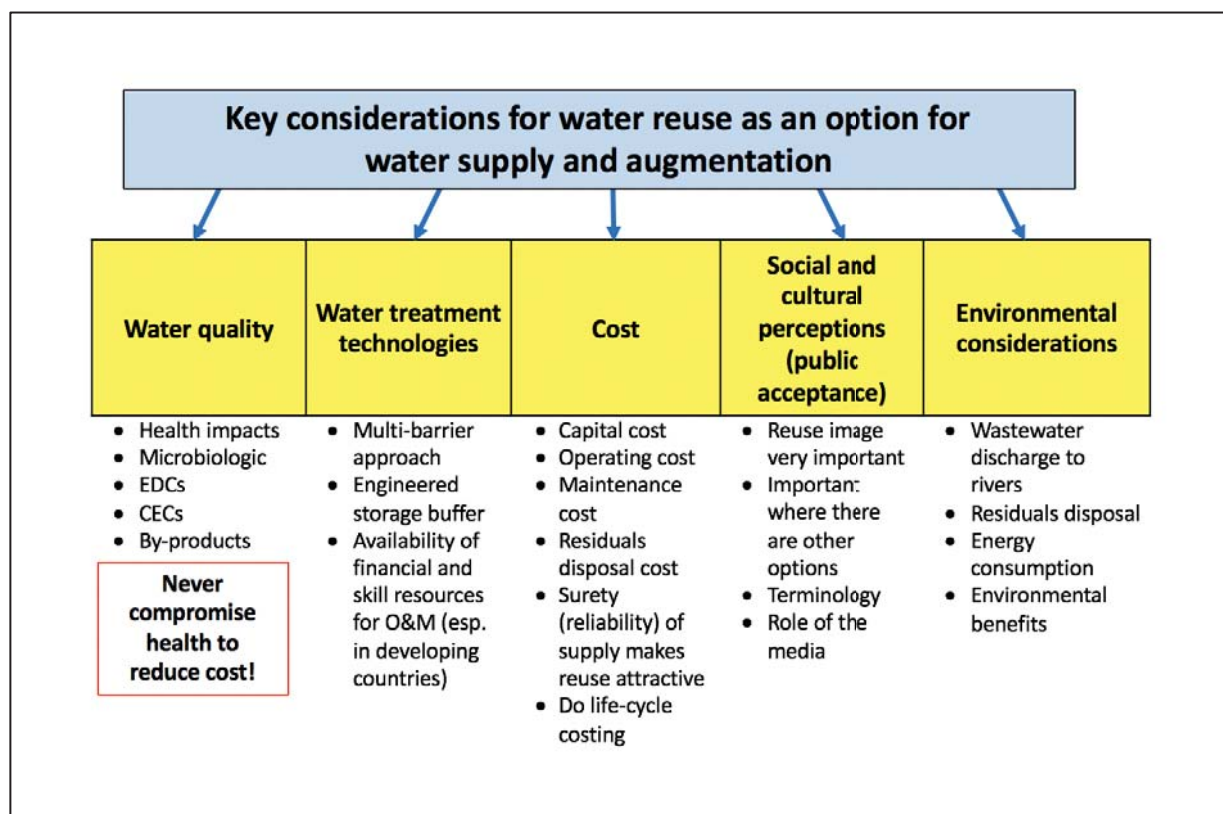 Key considerations for water reuse as an option for
water supply and augmentation
Water quality
Water treatment
technologies
Cost
Social and
cultural
perceptions
(public
acceptance)
Environmental
considerations
• Health impacts
• Microbiologic
• EDCs
• CECs
• By-products
Never
compromise
health to
reduce cost!
• Multi-barrier
approach
• Engineered
storage buffer
• Availability of
financial and
skill resources
for O&M (esp.
in developing
countries)
• Capital cost
• Operating cost
• Maintenance
cost
• Residuals
disposal cost
• Surety
(reliability) of
supply makes
reuse attractive
• Do life-cycle
costing
• Reuse image
very important
• Important
where there
are other
options
• Terminology
• Role of the
media
• Wastewater
discharge to
rivers
• Residuals disposal
• Energy
consumption
• Environmental
benefits